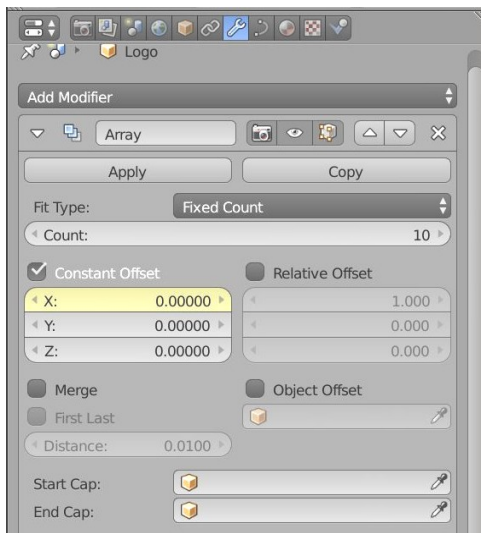 Logo
Add Modifier
Array
Apply Copy
Fit Type: Fixed Count
Count: 10
Constant Offset Relative Offset
X: 0.00000 1.000
Y: 0.00000 0.000
Z: 0.00000 0.000
Merge Object Offset
First Last
Distance: 0.0100
Start Cap:
End Cap: